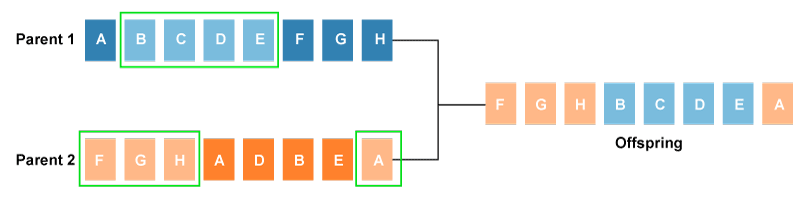 Parent 1 A B C D E F G H
F G H B C D E A
Offspring
Parent 2 F G H A D B E A